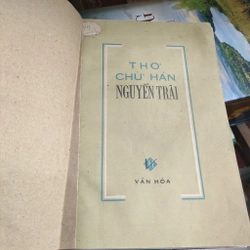 THƠ
CHỮ HÁN
NGUYỄN TRÃI
VĂN HÓA